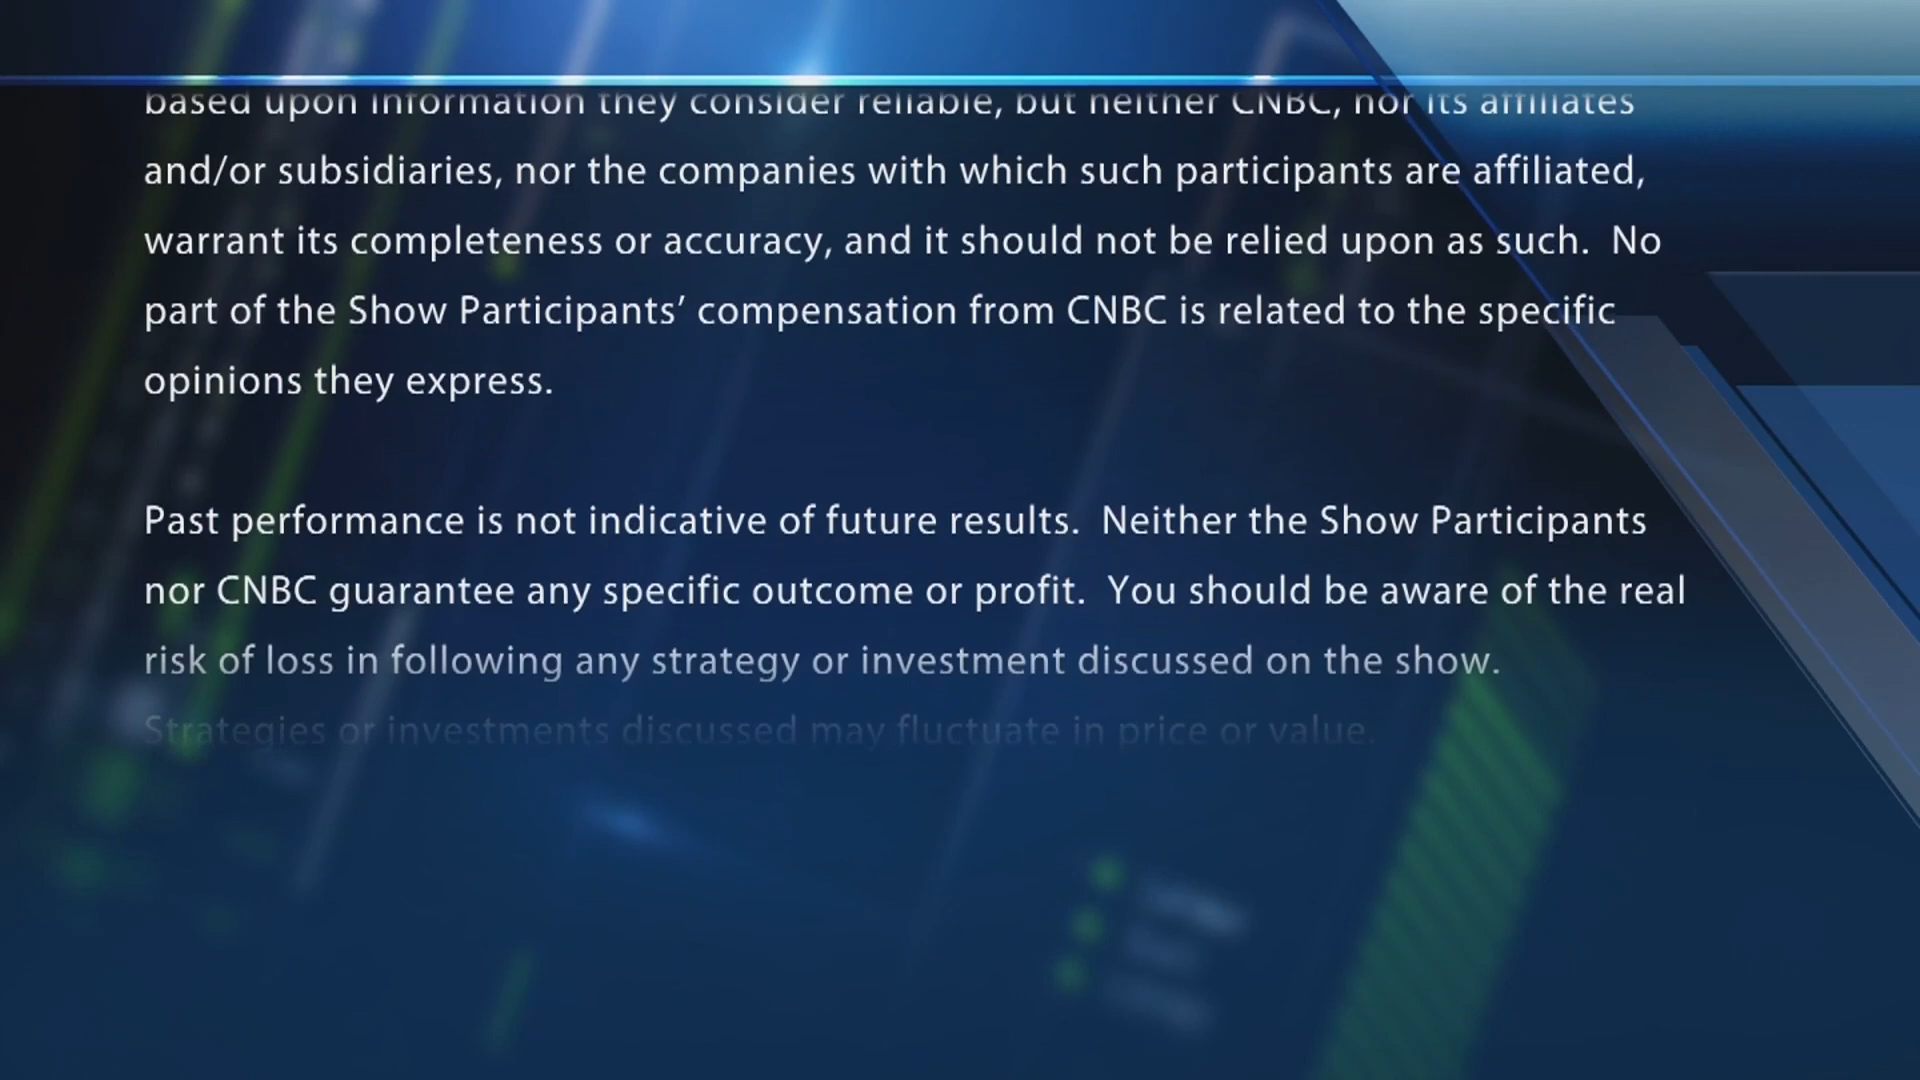 based upon information they consider reliable, but neither CNBC, nor its affiliates
and/or subsidiaries, nor the companies with which such participants are affiliated,
warrant its completeness or accuracy, and it should not be relied upon as such.  No
part of the Show Participants’ compensation from CNBC is related to the specific
opinions they express.
Past performance is not indicative of future results.  Neither the Show Participants
nor CNBC guarantee any specific outcome or profit.  You should be aware of the real
risk of loss in following any strategy or investment discussed on the show.
Strategies or investments discussed may fluctuate in price or value.